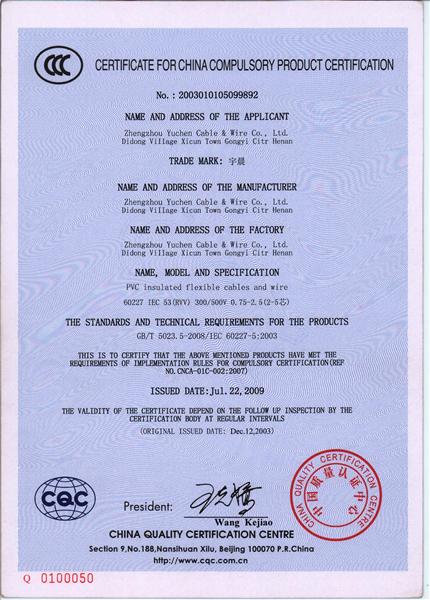 CCC
CERTIFICATE FOR CHINA COMPULSORY PRODUCT CERTIFICATION
No. : 2003010105099892
NAME AND ADDRESS OF THE APPLICANT
Zhengzhou Yuchen Cable & Wire Co., Ltd.
Didong Village Xicun Town Gongyi Citr Henan
TRADE MARK: 宇晨
NAME AND ADDRESS OF THE MANUFACTURER
Zhengzhou Yuchen Cable & Wire Co., Ltd.
Didong Village Xicun Town Gongyi Citr Henan
NAME AND ADDRESS OF THE FACTORY
Zhengzhou Yuchen Cable & Wire Co., Ltd.
Didong Village Xicun Town Gongyi Citr Henan
NAME, MODEL AND SPECIFICATION
PVC insulated flexible cables and wire
60227 IEC 53(RVV) 300/500V 0.75-2.5(2-5芯)
THE STANDARDS AND TECHNICAL REQUIREMENTS FOR THE PRODUCTS
GB/T 5023.5-2008/IEC 60227-5:2003
THIS IS TO CERTIFY THAT THE ABOVE MENTIONED PRODUCTS HAVE MET THE
REQUIREMENTS OF IMPLEMENTATION RULES FOR COMPULSORY CERTIFICATION(REF
NO.CNCA-01C-002:2007)
ISSUED DATE:Jul.22,2009
THE VALIDITY OF THE CERTIFICATE DEPEND ON THE FOLLOW UP INSPECTION BY THE
CERTIFICATION BODY AT REGULAR INTERVALS
(ORIGINAL ISSUED DATE: Dec.12,2003)
CQC
President:
Wang Kejiao
CHINA QUALITY CERTIFICATION CENTRE
中国质量认证中心
CHINA QUALITY CERTIFICATION CENTRE
Section 9,No.188,Nansihuan Xilu, Beijing 100070 P.R.China
http://www.cqc.com.cn
Q 0100050